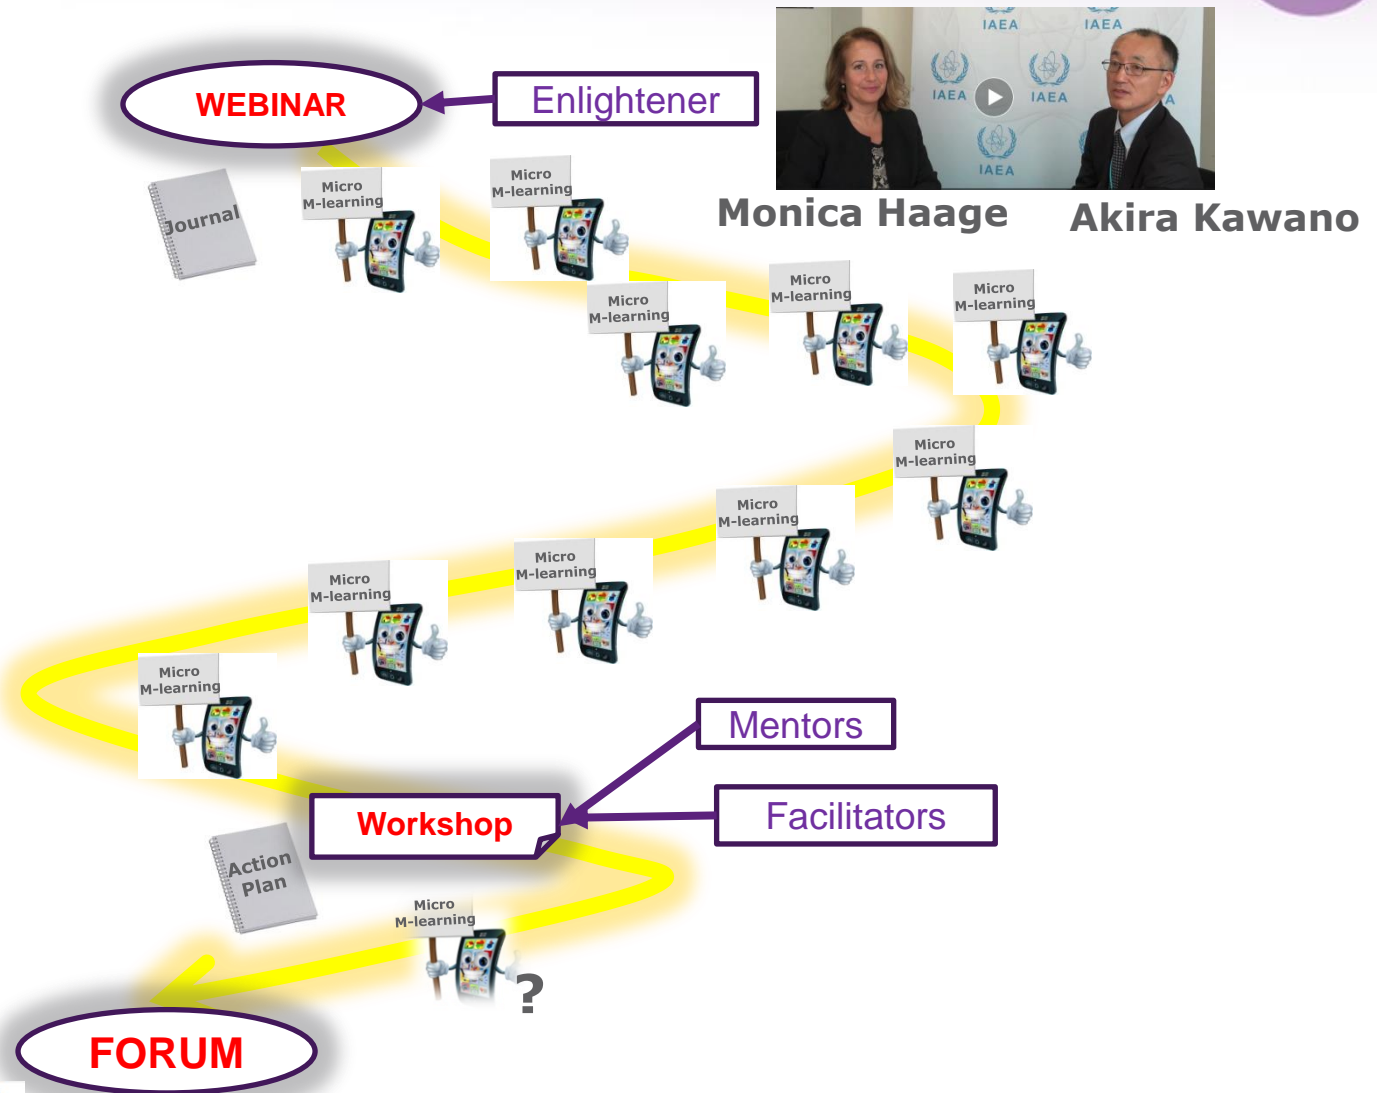 IAEA
IAEA
IAEA
IAEA
A
IAEA
WEBINAR
Enlightener
Monica Haage
Akira Kawano
Journal
Micro
M-learning
Micro
M-learning
Micro
M-learning
Micro
M-learning
Micro
M-learning
Micro
M-learning
Micro
M-learning
Micro
M-learning
Micro
M-learning
Micro
M-learning
Mentors
Workshop
Facilitators
Action
Plan
Micro
M-learning
?
FORUM